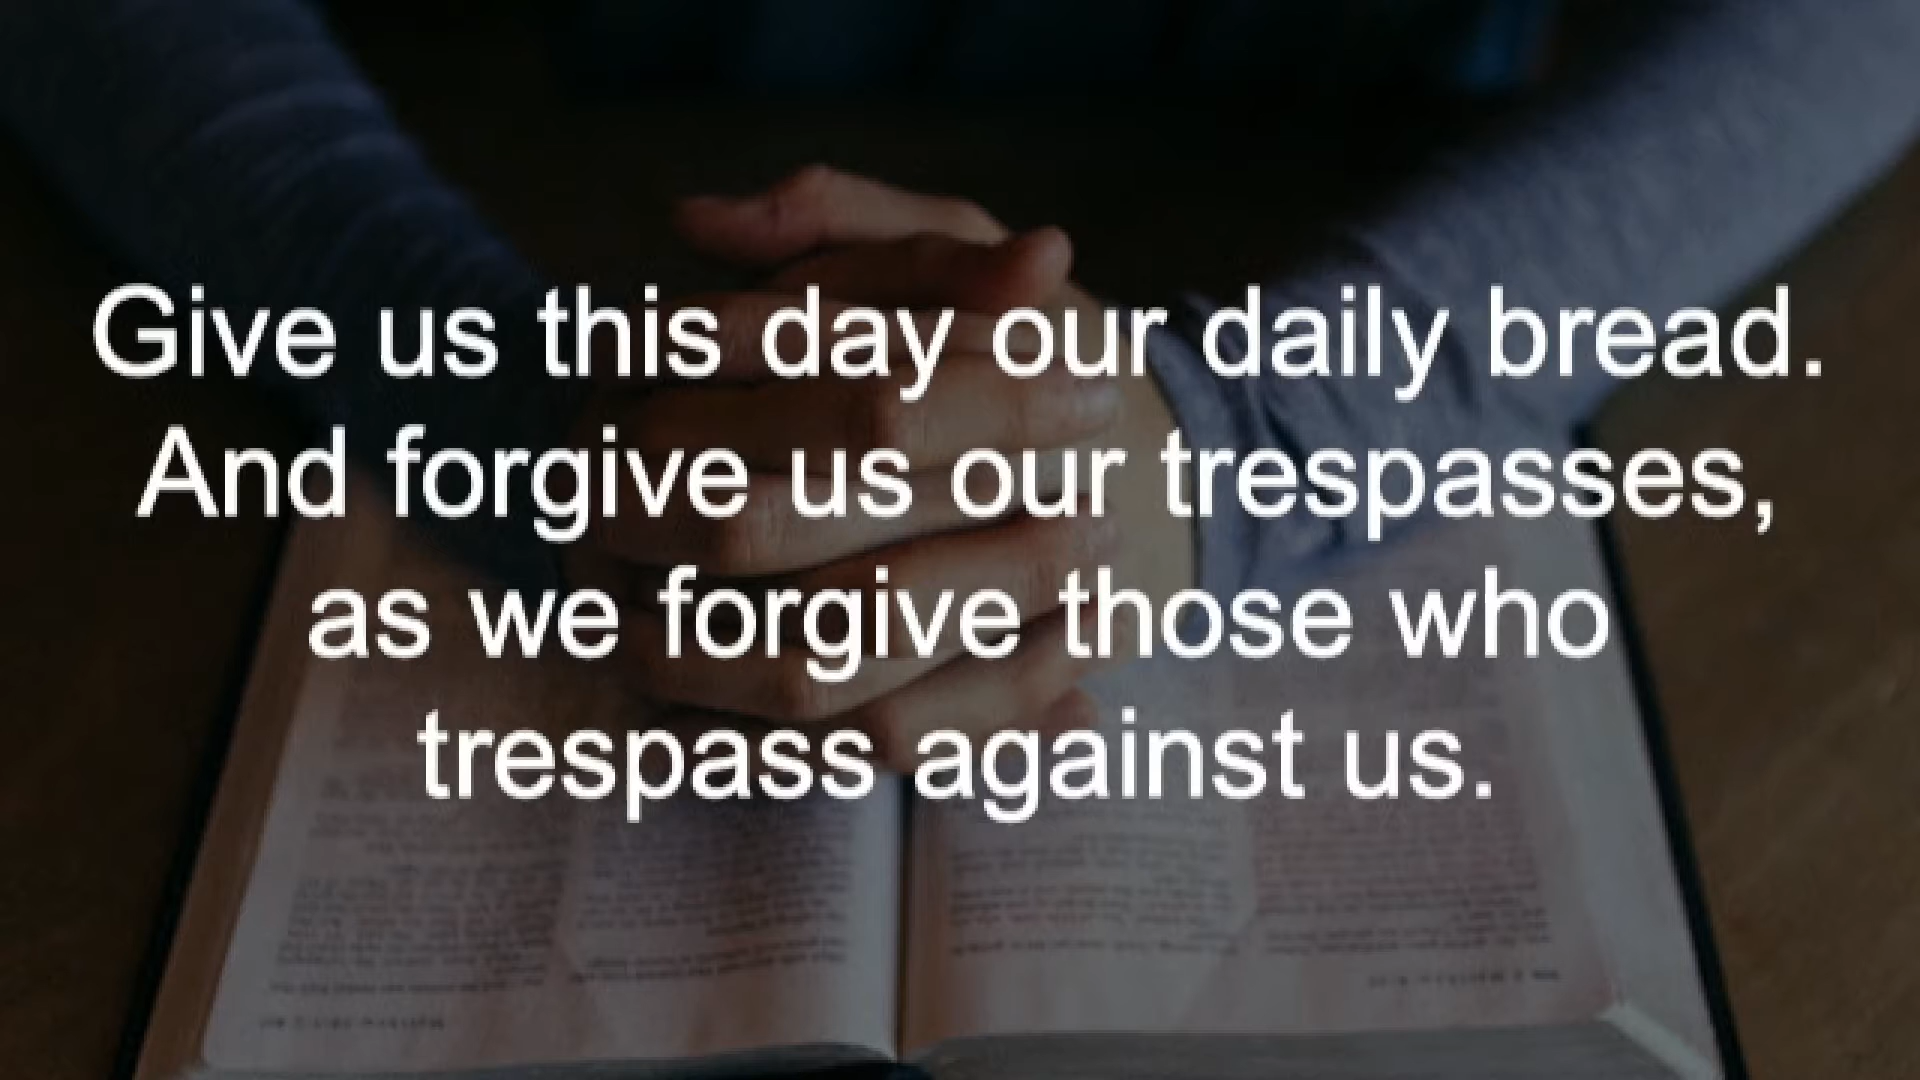 Give us this day our daily bread.
And forgive us our trespasses,
as we forgive those who
trespass against us.